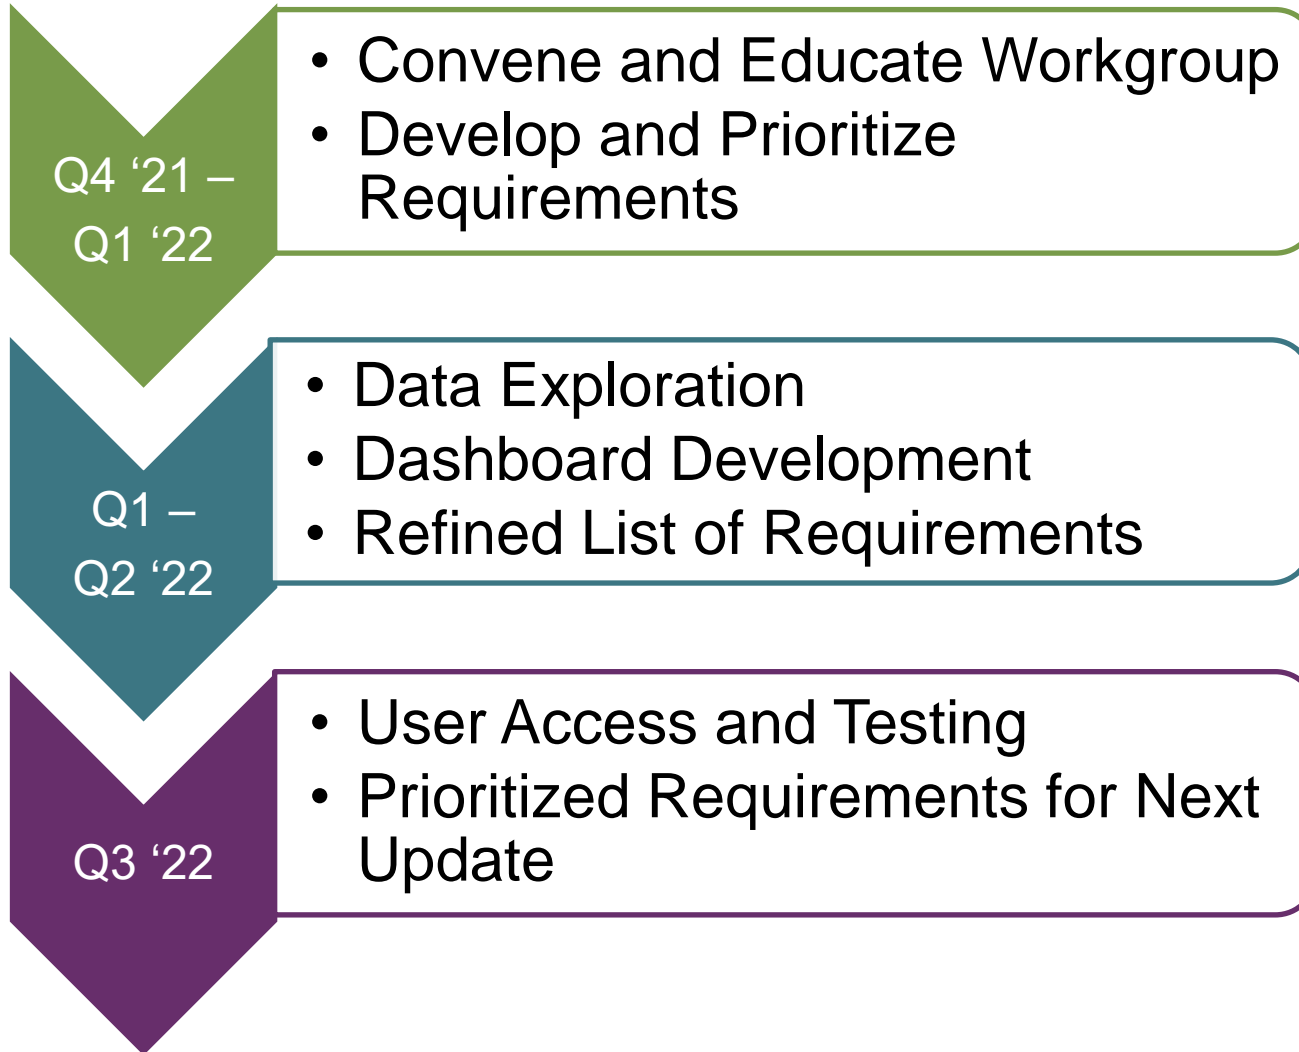 Q4 ‘21 –
Q1 ‘22
• Convene and Educate Workgroup
• Develop and Prioritize
Requirements
Q1 –
Q2 ‘22
• Data Exploration
• Dashboard Development
• Refined List of Requirements
Q3 ‘22
• User Access and Testing
• Prioritized Requirements for Next
Update